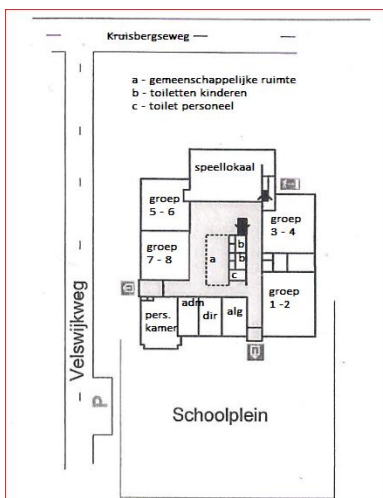 Kruisbergseweg
a - gemeenschappelijke ruimte
b - toiletten kinderen
c - toilet personeel
speellokaal
groep
5 - 6
groep
3 - 4
groep
7 - 8
a
b
b
c
groep
1 -2
adm
pers.
kamer
dir
alg
Velswijkweg
P
Schoolplein